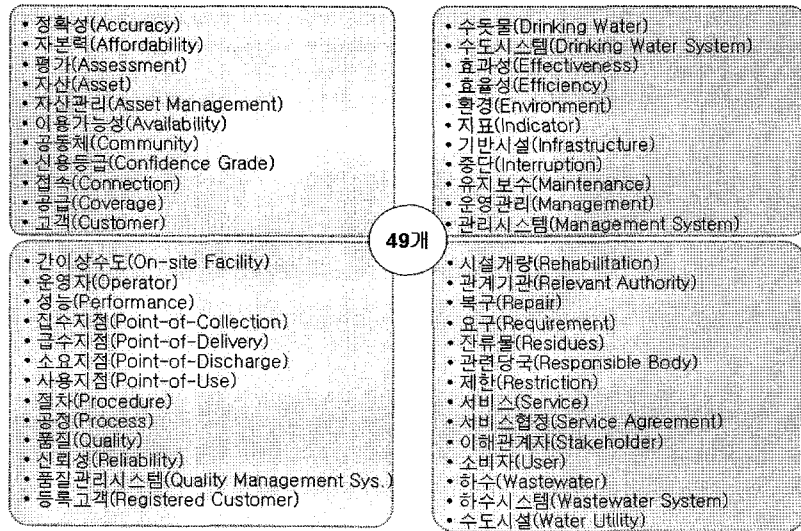 • 정확성(Accuracy)
• 자본력(Affordability)
• 평가(Assessment)
• 자산(Asset)
• 자산관리(Asset Management)
• 이용가능성(Availability)
• 공동체(Community)
• 신용등급(Confidence Grade)
• 접속(Connection)
• 공급(Coverage)
• 고객(Customer)
• 수돗물(Drinking Water)
• 수도시스템(Drinking Water System)
• 효과성(Effectiveness)
• 효율성(Efficiency)
• 환경(Environment)
• 지표(Indicator)
• 기반시설(Infrastructure)
• 중단(Interruption)
• 유지보수(Maintenance)
• 운영관리(Management)
• 관리시스템(Management System)
49개
• 간이상수도(On-site Facility)
• 운영자(Operator)
• 성능(Performance)
• 집수지점(Point-of-Collection)
• 급수지점(Point-of-Delivery)
• 소요지점(Point-of-Discharge)
• 사용지점(Point-of-Use)
• 절차(Procedure)
• 공정(Process)
• 품질(Quality)
• 신뢰성(Reliability)
• 품질관리시스템(Quality Management Sys.)
• 등록고객(Registered Customer)
• 시설개량(Rehabilitation)
• 관계기관(Relevant Authority)
• 복구(Repair)
• 요구(Requirement)
• 잔류물(Residues)
• 관련당국(Responsible Body)
• 제한(Restriction)
• 서비스(Service)
• 서비스협정(Service Agreement)
• 이해관계자(Stakeholder)
• 소비자(User)
• 하수(Wastewater)
• 하수시스템(Wastewater System)
• 수도시설(Water Utility)